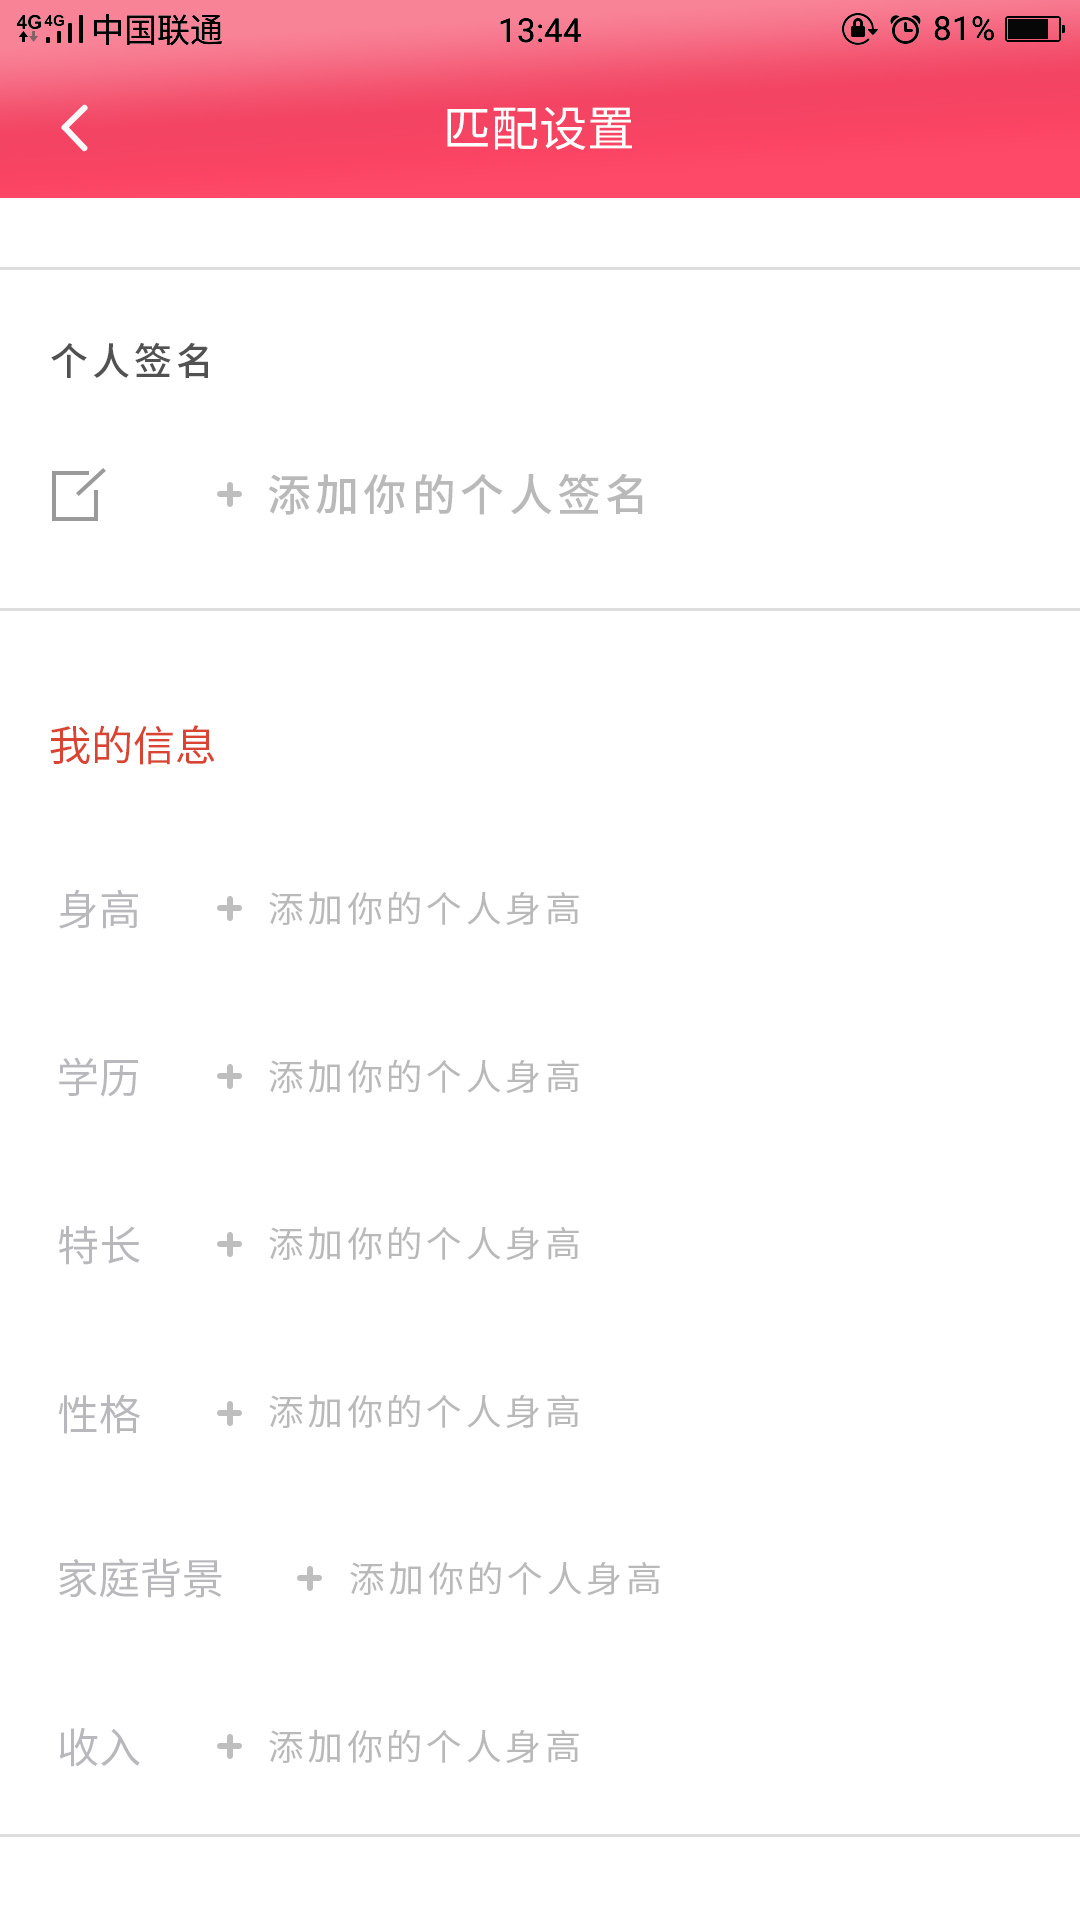 4G 4G 中国联通 13:44 81%
匹配设置
个人签名
+ 添加你的个人签名
我的信息
身高 + 添加你的个人身高
学历 + 添加你的个人身高
特长 + 添加你的个人身高
性格 + 添加你的个人身高
家庭背景 + 添加你的个人身高
收入 + 添加你的个人身高